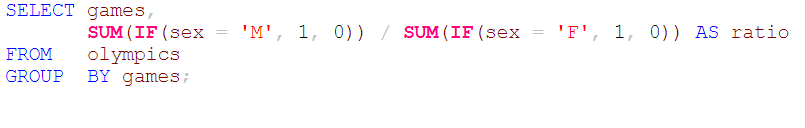 SELECT games,
       SUM(IF(sex = 'M', 1, 0)) / SUM(IF(sex = 'F', 1, 0)) AS ratio
FROM   olympics
GROUP  BY games;